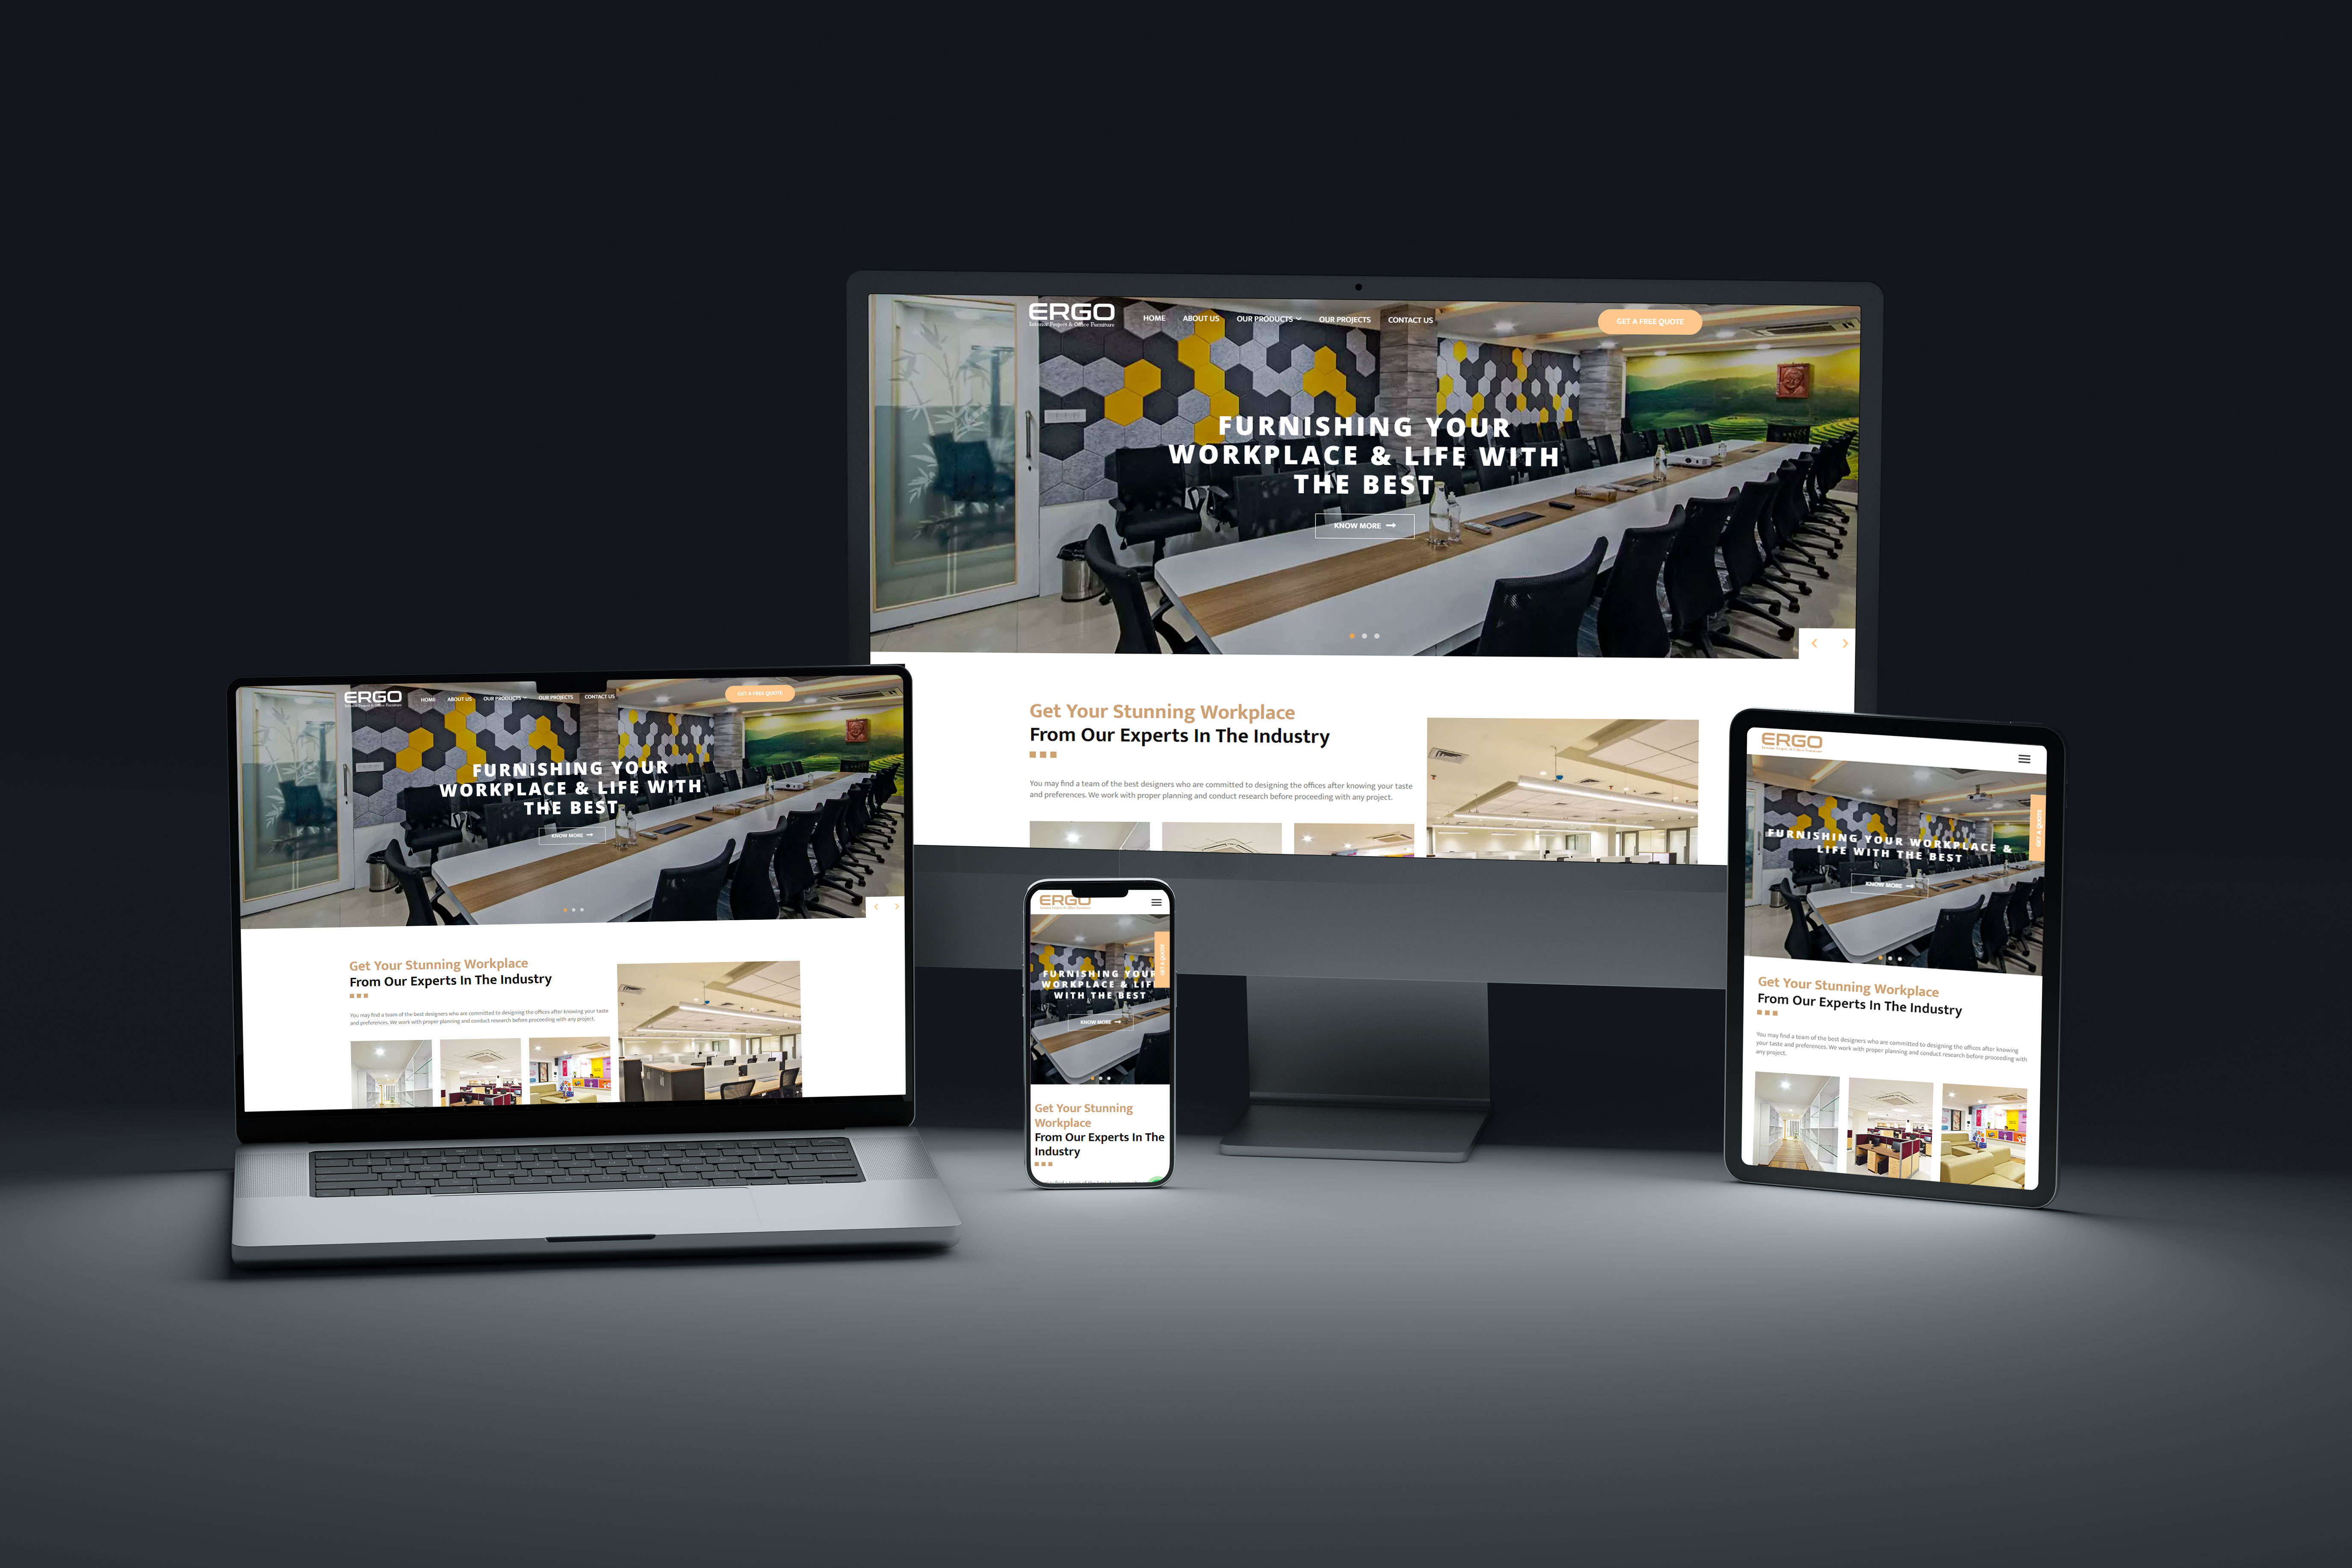 ERGO
Interior Project & Office Furniture
HOME ABOUT US OUR PRODUCTS OUR PROJECTS CONTACT US
GET A FREE QUOTE
FURNISHING YOUR
WORKPLACE & LIFE WITH
THE BEST
KNOW MORE
Get Your Stunning Workplace
From Our Experts In The Industry
You may find a team of the best designers who are committed to designing the offices after knowing your taste
and preferences. We work with proper planning and conduct research before proceeding with any project.
ERGO
Interior Project & Office Furniture
HOME ABOUT US OUR PRODUCTS OUR PROJECTS CONTACT US
GET A FREE QUOTE
FURNISHING YOUR
WORKPLACE & LIFE WITH
THE BEST
KNOW MORE
Get Your Stunning Workplace
From Our Experts In The Industry
You may find a team of the best designers who are committed to designing the offices after knowing your taste
and preferences. We work with proper planning and conduct research before proceeding with any project.
ERGO
GET A QUOTE
FURNISHING YOUR
WORKPLACE & LIFE
WITH THE BEST
KNOW MORE
Get Your Stunning
Workplace
From Our Experts In The
Industry
ERGO
Interior Project & Office Furniture
GET A QUOTE
FURNISHING YOUR WORKPLACE &
LIFE WITH THE BEST
KNOW MORE
Get Your Stunning Workplace
From Our Experts In The Industry
You may find a team of the best designers who are committed to designing the offices after knowing
your taste and preferences. We work with proper planning and conduct research before proceeding with
any project.